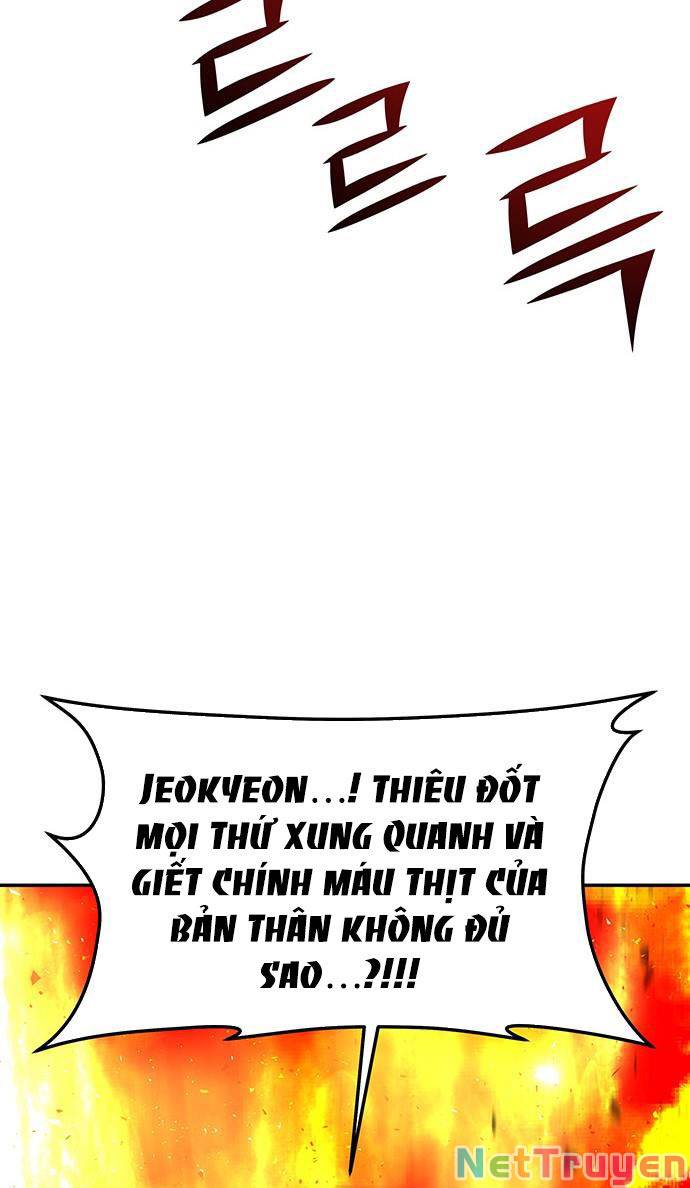 르
르
륵
JEOKYEON...! THIÊU ĐỐT
MỌI THỨ XUNG QUANH VÀ
GIẾT CHÍNH MÁU THỊT CỦA
BẢN THÂN KHÔNG ĐỦ
SAO...?!!!
NetTruyen